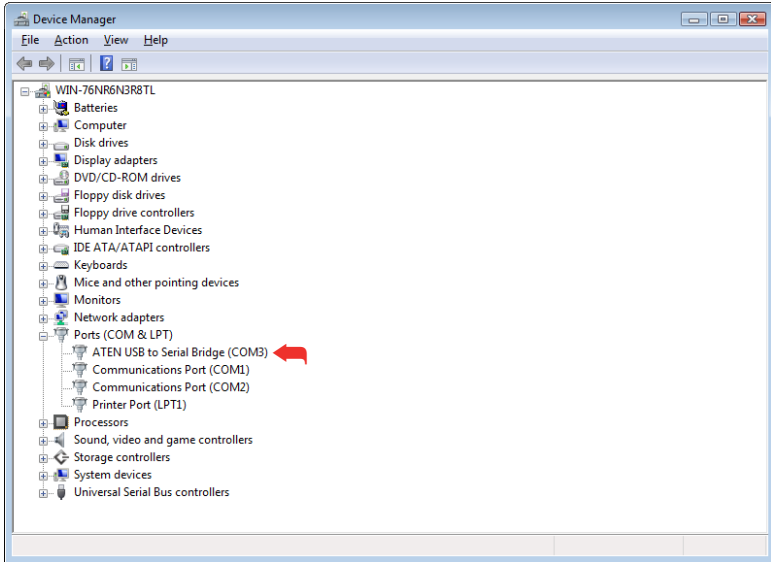 Device Manager
File Action View Help
WIN-76NR6N3R8TL
Batteries
Computer
Disk drives
Display adapters
DVD/CD-ROM drives
Floppy disk drives
Floppy drive controllers
Human Interface Devices
IDE ATA/ATAPI controllers
Keyboards
Mice and other pointing devices
Monitors
Network adapters
Ports (COM & LPT)
ATEN USB to Serial Bridge (COM3)
Communications Port (COM1)
Communications Port (COM2)
Printer Port (LPT1)
Processors
Sound, video and game controllers
Storage controllers
System devices
Universal Serial Bus controllers